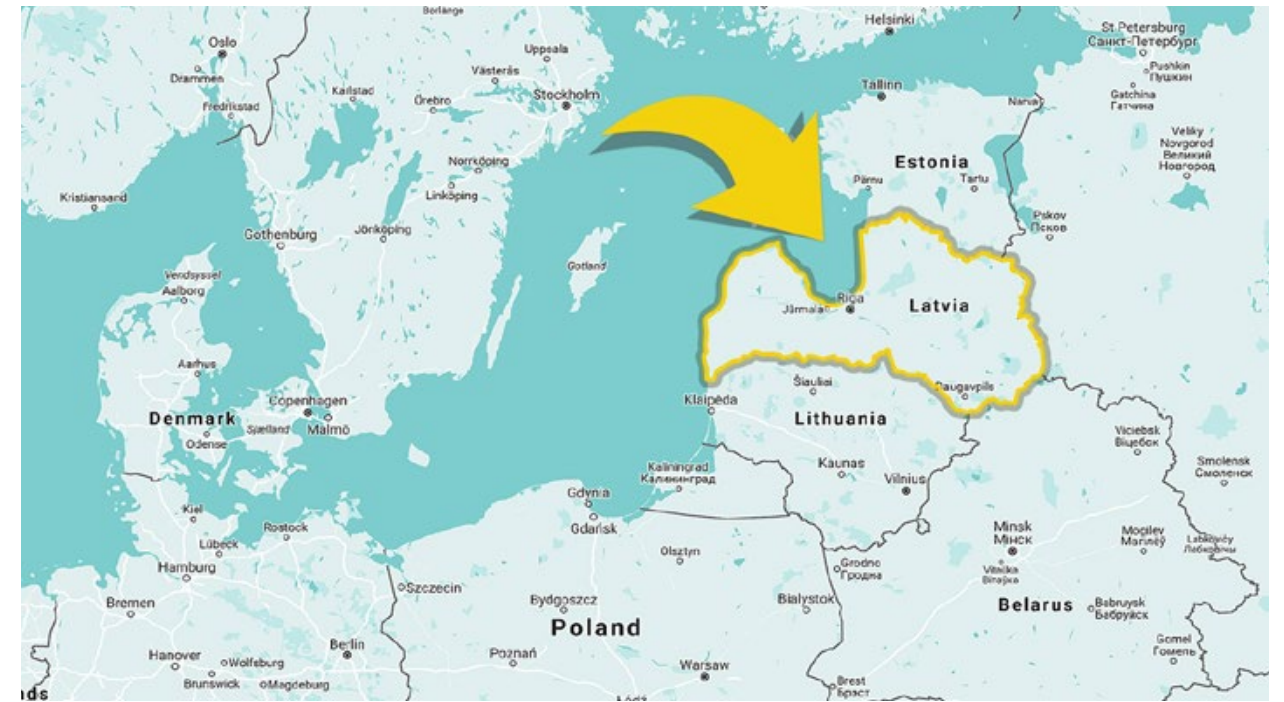 Borlänge
Helsinki
St Petersburg
Санкт-Петербург
Oslo
Uppsala
Pushkin
Пушкин
Drammen
Västerås
Karlstad
Örebro
Stockholm
Tallinn
Narva
Gatchina
Гатчина
Fredrikstad
Veliky
Novgorod
Великий
Новгород
Norrköping
Estonia
Linköping
Pärnu
Tartu
Kristiansand
Gothenburg
Jönköping
Pskov
Псков
Gotland
Vendsyssel
Aalborg
Riga
Jūrmala
Latvia
Aarhus
Šiauliai
Daugavpils
Copenhagen
Klaipėda
Denmark
Sjælland
Malmö
Lithuania
Odense
Viciebsk
Віцебск
Kaliningrad
Калининград
Kaunas
Smolensk
Смоленск
Vilnius
Gdynia
Kiel
Gdańsk
Rostock
Minsk
Мінск
Mogilev
Магілёў
Lübeck
Olsztyn
Hamburg
Grodno
Гродна
Szczecin
Bremen
Bydgoszcz
Bialystok
Belarus
Babruysk
Бабруйск
Poland
Berlin
Gomel
Гомель
Hanover
Wolfsburg
Poznań
Warsaw
Brunswick
Magdeburg
Brest
Брэст
nds
Łódź